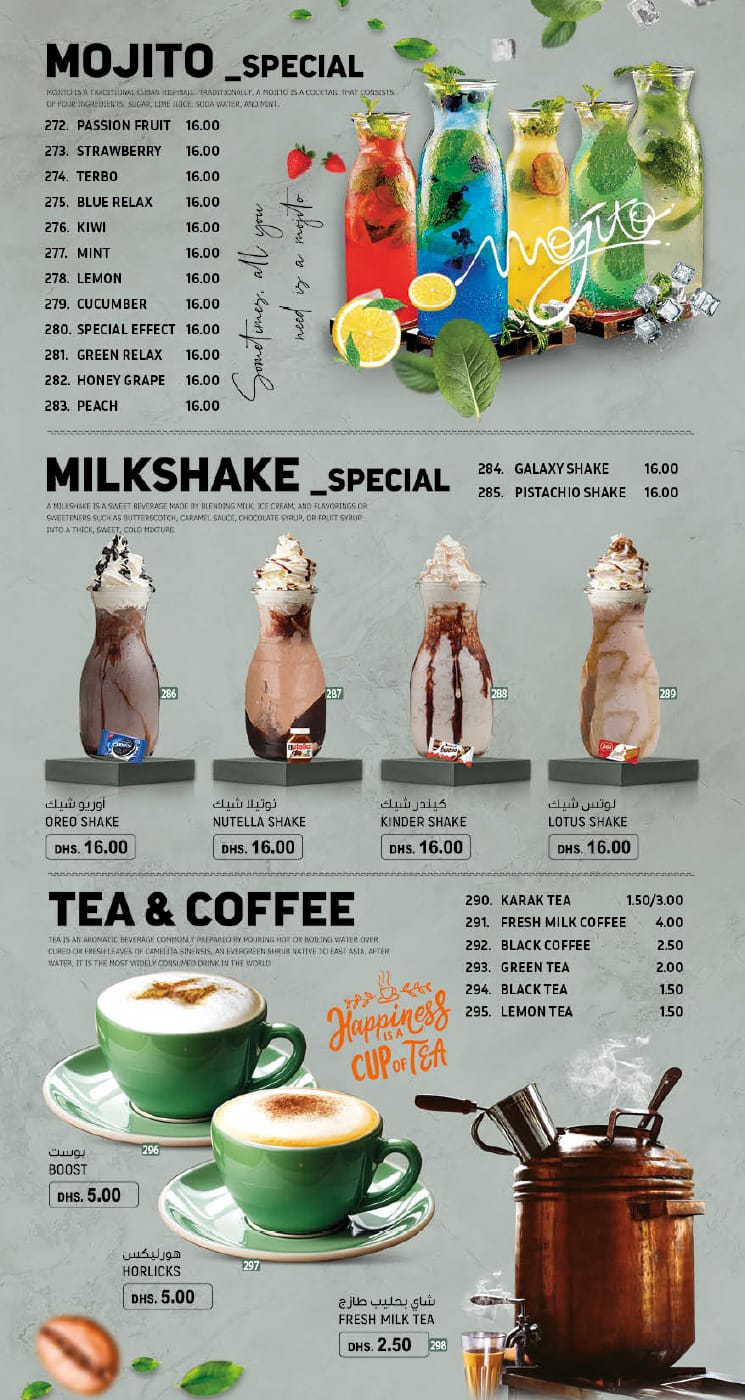 MOJITO _SPECIAL
MOJITO IS A TRADITIONAL CUBAN HIGHBALL. TRADITIONALLY, A MOJITO IS A COCKTAIL THAT CONSISTS
OF FOUR INGREDIENTS: SUGAR, LIME JUICE, SODA WATER, AND MINT.
272. PASSION FRUIT 16.00
273. STRAWBERRY 16.00
274. TERBO 16.00
275. BLUE RELAX 16.00
276. KIWI 16.00
277. MINT 16.00
278. LEMON 16.00
279. CUCUMBER 16.00
280. SPECIAL EFFECT 16.00
281. GREEN RELAX 16.00
282. HONEY GRAPE 16.00
283. PEACH 16.00
Sometimes, all you
need is a mojito
mojito
MILKSHAKE _SPECIAL
A MILKSHAKE IS A SWEET BEVERAGE MADE BY BLENDING MILK, ICE CREAM, AND FLAVORINGS OR
SWEETENERS SUCH AS BUTTERSCOTCH, CARAMEL SAUCE, CHOCOLATE SYRUP, OR FRUIT SYRUP
INTO A THICK, SWEET, COLD MIXTURE.
284. GALAXY SHAKE 16.00
285. PISTACHIO SHAKE 16.00
286
287
288
289
nutella
bueno
أوريو شيك
OREO SHAKE
DHS. 16.00
نوتيلا شيك
NUTELLA SHAKE
DHS. 16.00
كيندر شيك
KINDER SHAKE
DHS. 16.00
لوتس شيك
LOTUS SHAKE
DHS. 16.00
TEA & COFFEE
TEA IS AN AROMATIC BEVERAGE COMMONLY PREPARED BY POURING HOT OR BOILING WATER OVER
CURED OR FRESH LEAVES OF CAMELLIA SINENSIS, AN EVERGREEN SHRUB NATIVE TO EAST ASIA. AFTER
WATER, IT IS THE MOST WIDELY CONSUMED DRINK IN THE WORLD
290. KARAK TEA 1.50/3.00
291. FRESH MILK COFFEE 4.00
292. BLACK COFFEE 2.50
293. GREEN TEA 2.00
294. BLACK TEA 1.50
295. LEMON TEA 1.50
Happiness
IS A
CUP OF TEA
296
بوست
BOOST
DHS. 5.00
297
هورليكس
HORLICKS
DHS. 5.00
شاي بحليب طازج
FRESH MILK TEA
DHS. 2.50 298